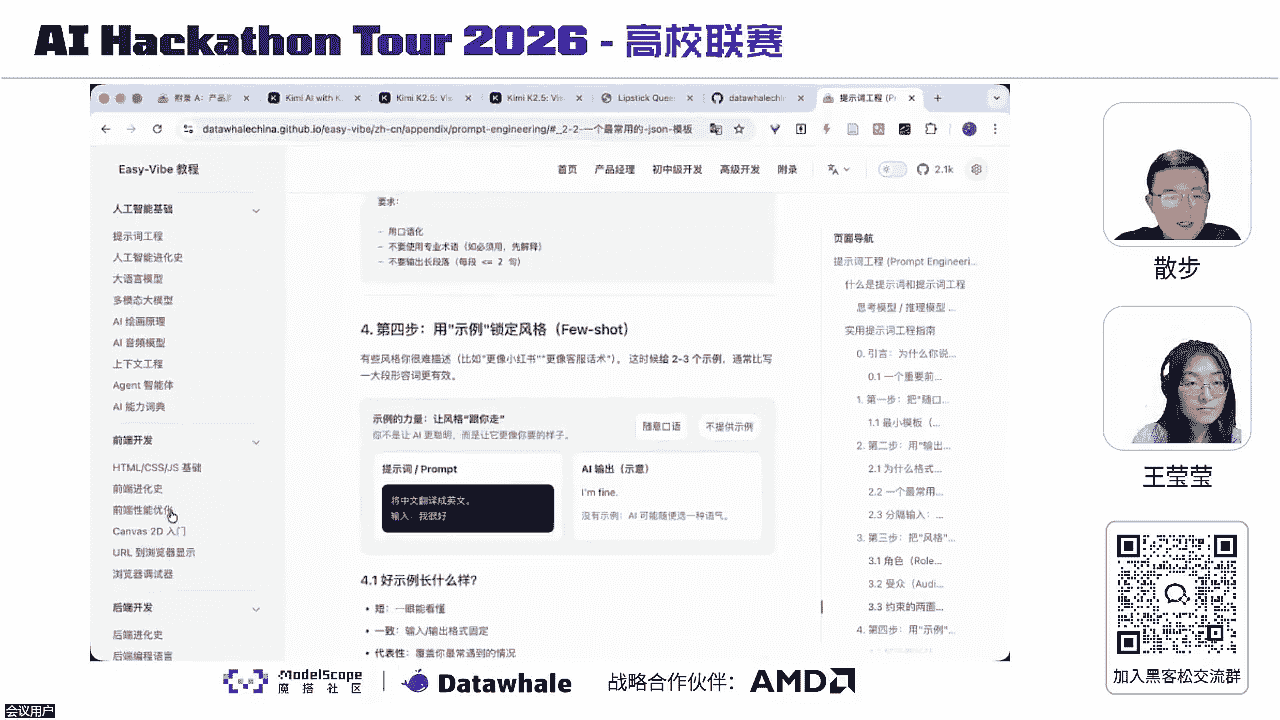 AI Hackathon Tour 2026 - 高校联赛
附录 A：产品
Kimi AI with K
Kimi K2.5: Vis
Kimi K2.5: Vis
Lipstick Quee
datawhalech
提示词工程 (P
datawhalechina.github.io/easy-vibe/zh-cn/appendix/prompt-engineering/#_2-2-一个最常用的-json-模板
Easy-Vibe 教程
首页
产品经理
初中级开发
高级开发
附录
2.1k
人工智能基础
提示词工程
人工智能进化史
大语言模型
多模态大模型
AI 绘画原理
AI 音频模型
上下文工程
Agent 智能体
AI 能力词典
前端开发
HTML/CSS/JS 基础
前端进化史
前端性能优化
Canvas 2D 入门
URL 到浏览器显示
浏览器调试器
后端开发
后端进化史
后端编程语言
要求：
- 用口语化
- 不要使用专业术语（如必须用，先解释）
- 不要输出长段落（每段 <= 2 句）
4. 第四步：用"示例"锁定风格（Few-shot）
有些风格你很难描述（比如"更像小红书""更像客服话术"）。这时候给 2-3 个示例，通常比写
一大段形容词更有效。
示例的力量：让风格"跟你走"
你不是让 AI 更聪明，而是让它更像你要的样子。
随意口语
不提供示例
提示词 / Prompt
将中文翻译成英文。
输入：我很好
AI 输出（示意）
I'm fine.
没有示例：AI 可能随便选一种语气。
4.1 好示例长什么样？
• 短：一眼能看懂
• 一致：输入/输出格式固定
• 代表性：覆盖你最常遇到的情况
页面导航
提示词工程 (Prompt Engineeri...
什么是提示词和提示词工程
思考模型 / 推理模型 ...
实用提示词工程指南
0. 引言：为什么你说...
0.1 一个重要前...
1. 第一步：把"随口...
1.1 最小模板（...
2. 第二步：用"输出...
2.1 为什么格式...
2.2 一个最常用...
2.3 分隔输入：...
3. 第三步：把"风格"...
3.1 角色（Role...
3.2 受众（Audi...
3.3 约束的两面...
4. 第四步：用"示例"...
散步
王莹莹
加入黑客松交流群
ModelScope
魔搭社区
Datawhale
战略合作伙伴：
AMD
会议用户